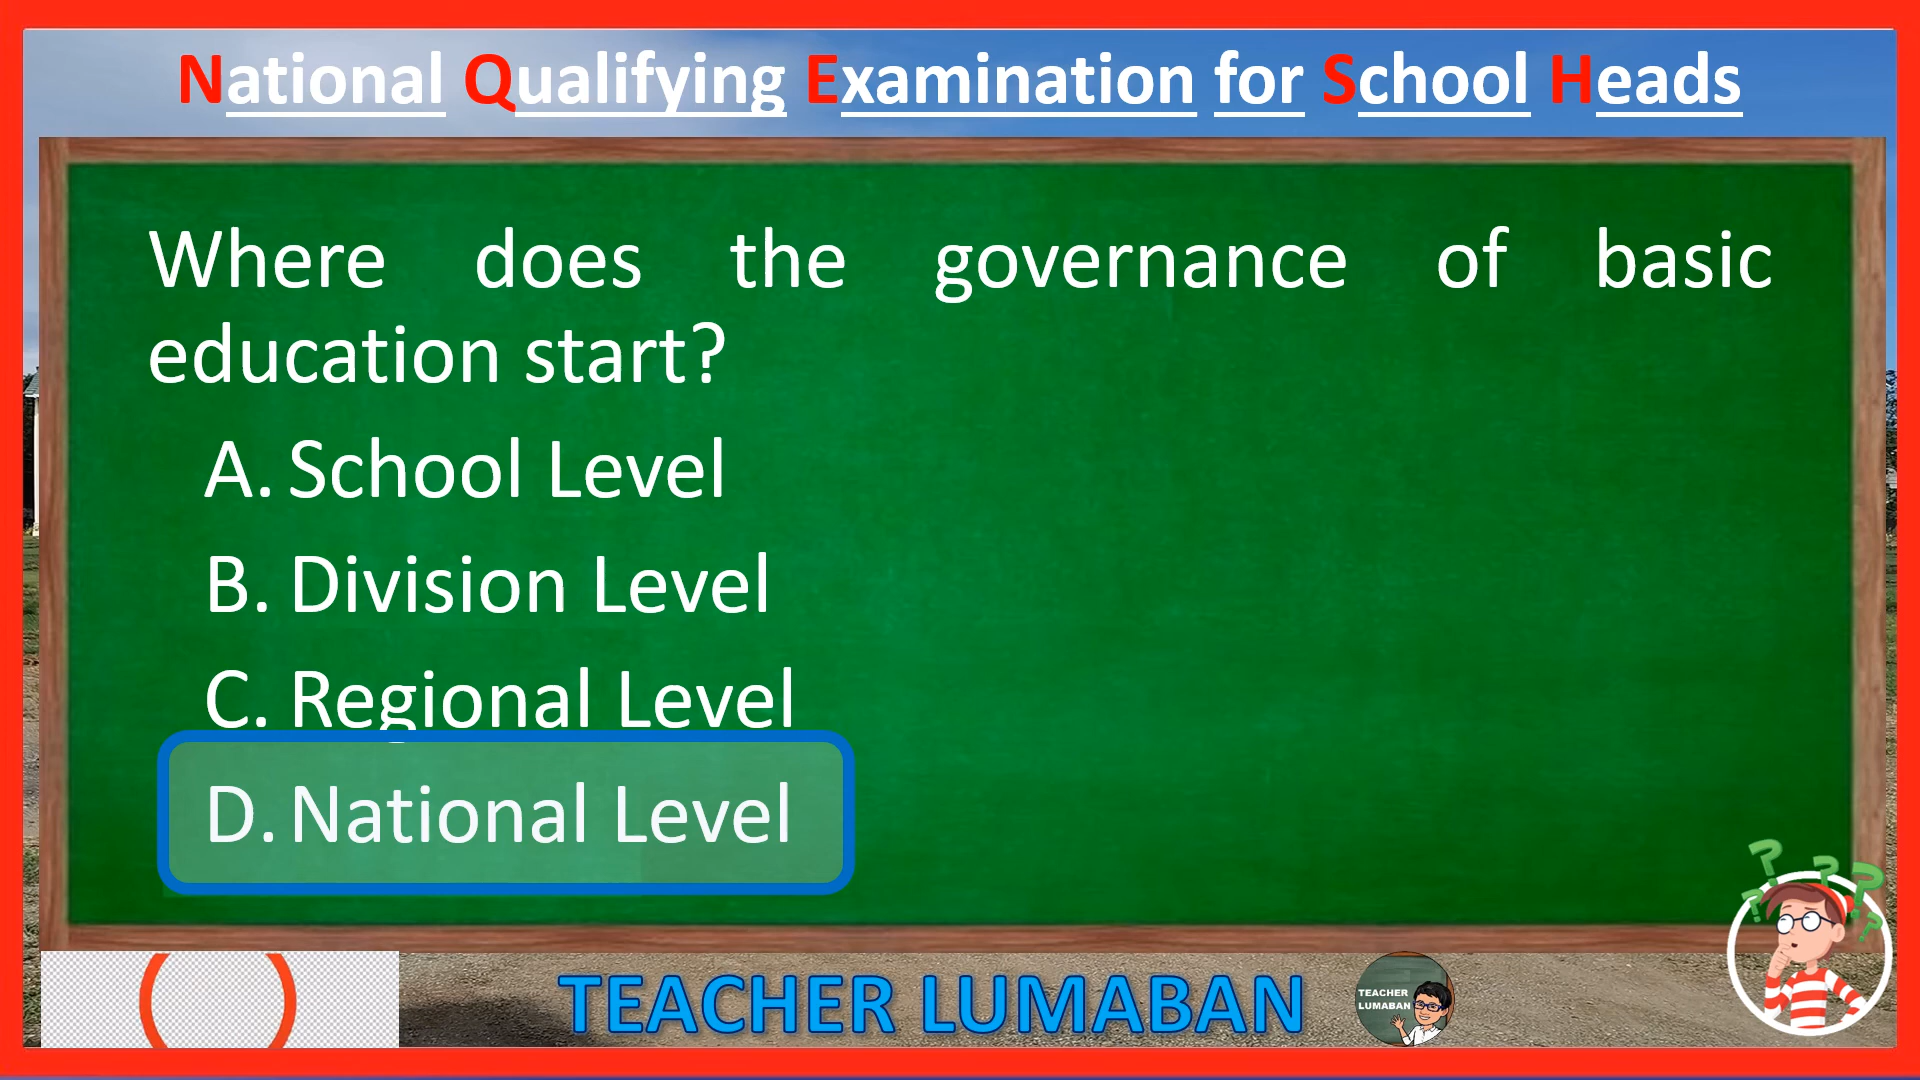 National Qualifying Examination for School Heads
Where does the governance of basic
education start?
A. School Level
B. Division Level
C. Regional Level
D. National Level
TEACHER LUMABAN
TEACHER
LUMABAN